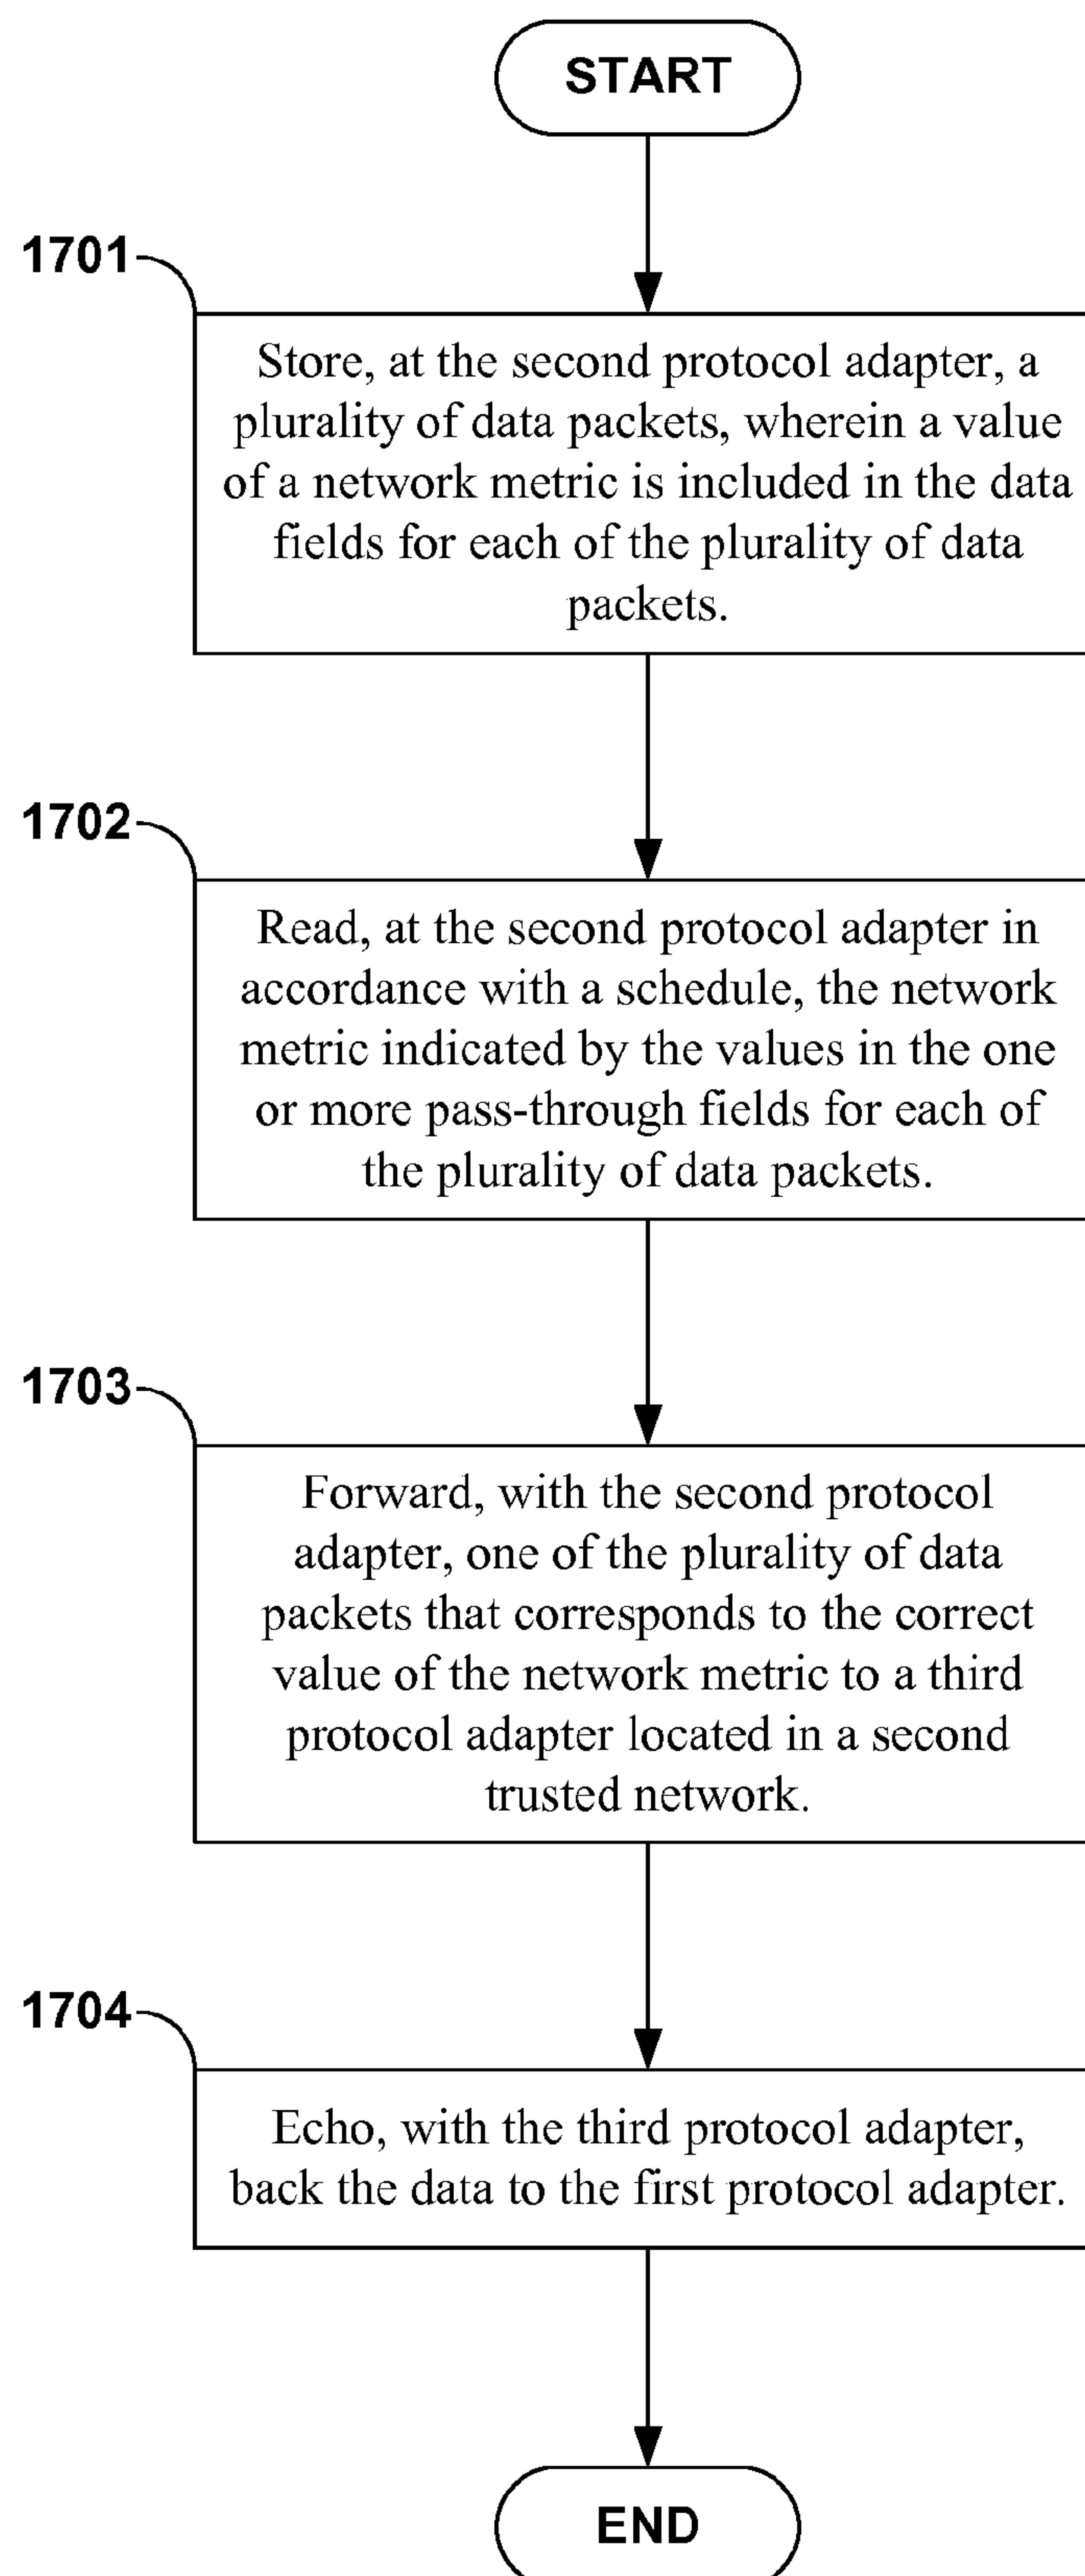 START
1701
Store, at the second protocol adapter, a
plurality of data packets, wherein a value
of a network metric is included in the data
fields for each of the plurality of data
packets.
1702
Read, at the second protocol adapter in
accordance with a schedule, the network
metric indicated by the values in the one
or more pass-through fields for each of
the plurality of data packets.
1703
Forward, with the second protocol
adapter, one of the plurality of data
packets that corresponds to the correct
value of the network metric to a third
protocol adapter located in a second
trusted network.
1704
Echo, with the third protocol adapter,
back the data to the first protocol adapter.
END